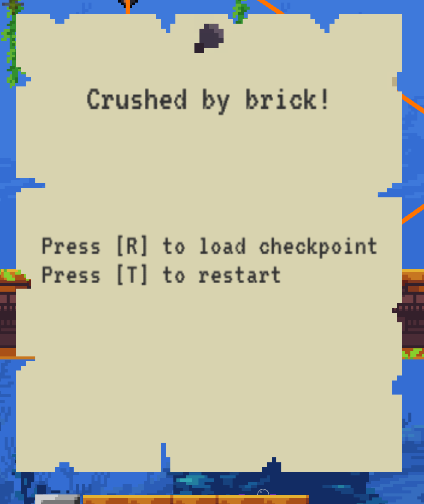 Crushed by brick!
Press [R] to load checkpoint
Press [T] to restart